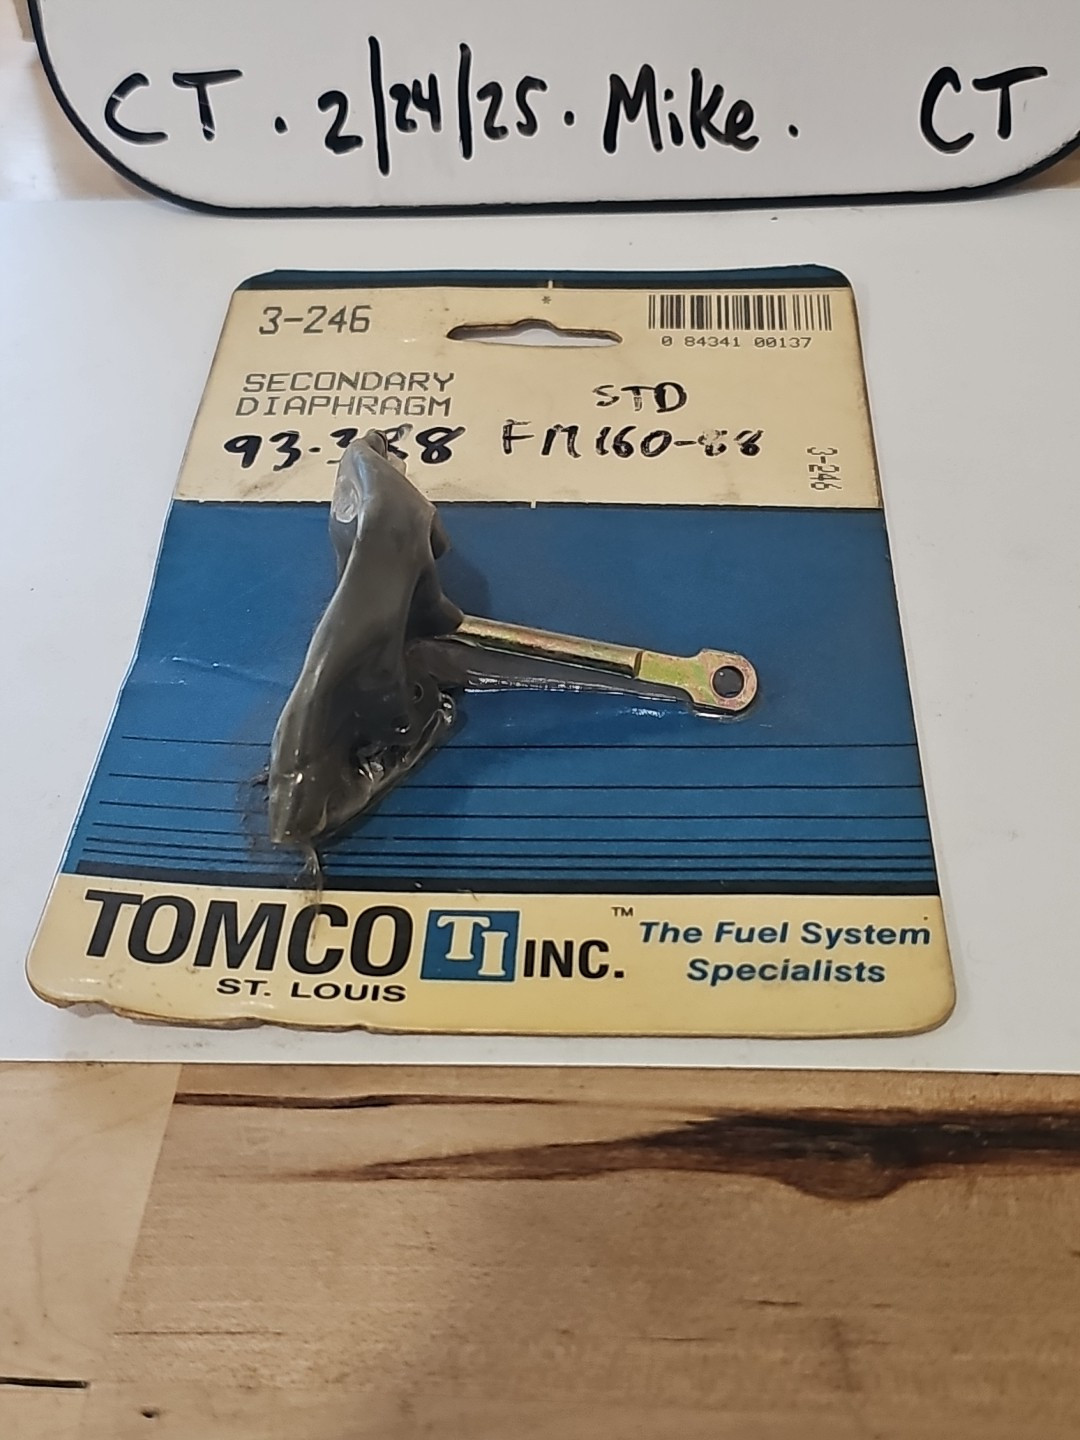 CT . 2/24/25 . Mike . CT
3-246
0 84341 00137
SECONDARY
DIAPHRAGM
STD
FM160-88
3-246
TOMCO TI INC.
ST. LOUIS
™ The Fuel System
Specialists